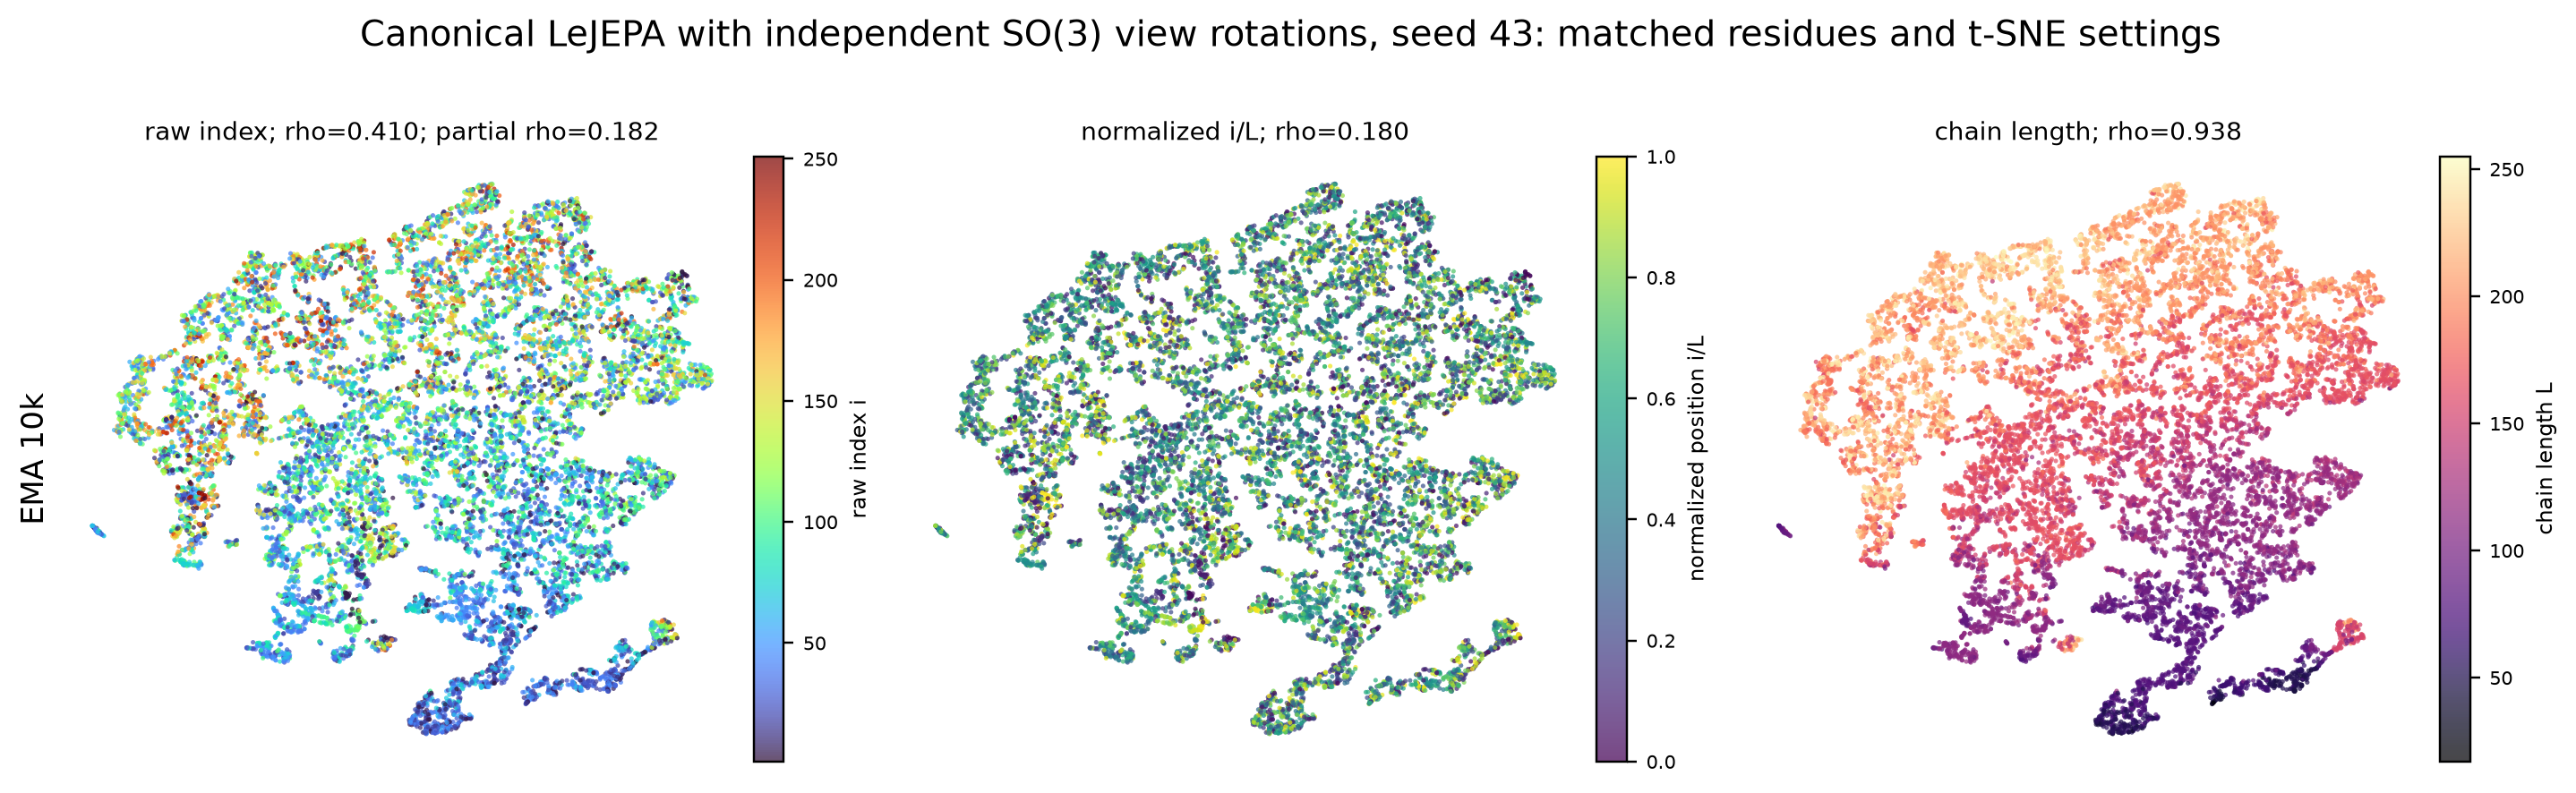 Canonical LeJEPA with independent SO(3) view rotations, seed 43: matched residues and t-SNE settings
EMA 10k
raw index; rho=0.410; partial rho=0.182
250
200
150
100
50
raw index i
normalized i/L; rho=0.180
1.0
0.8
0.6
0.4
0.2
0.0
normalized position i/L
chain length; rho=0.938
250
200
150
100
50
chain length L